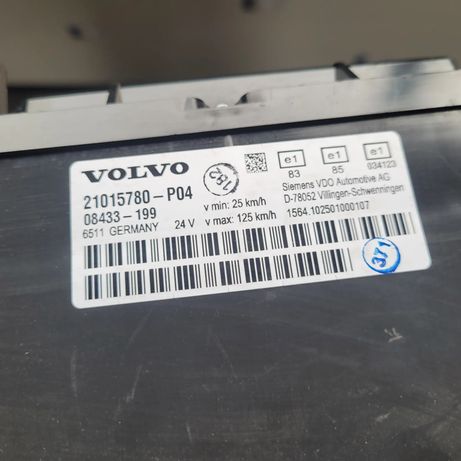 VOLVO
21015780-P04
08433-199
6511 GERMANY 24 V
v min: 25 km/h
v max: 125 km/h
e1 e1 e1
83 85 034123
Siemens VDO Automotive AG
D-78052 Villingen-Schwenningen
1564.102501000107
371